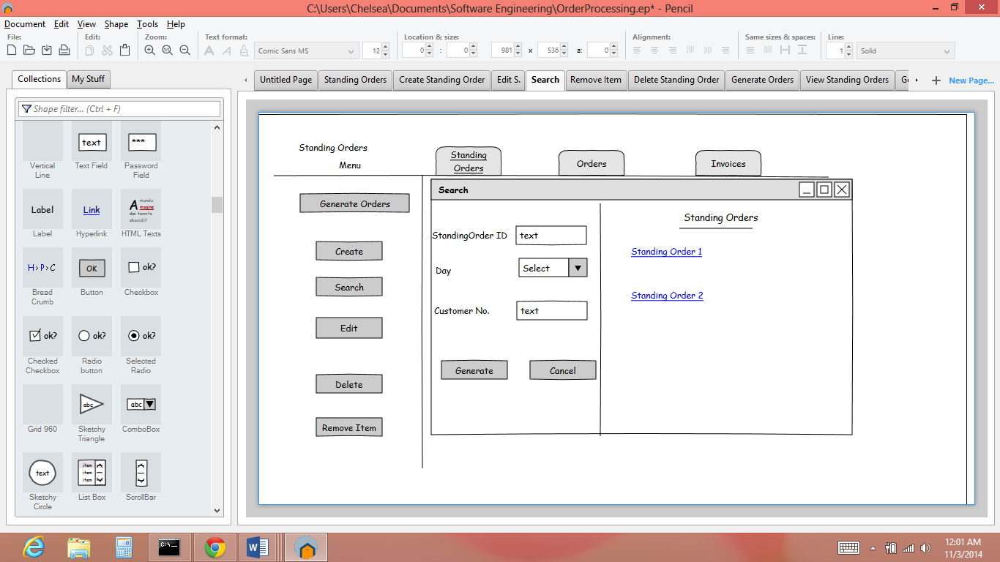 C:\Users\Chelsea\Documents\Software Engineering\OrderProcessing.ep* - Pencil
Document Edit View Shape Tools Help
File: Edit: Zoom: Text format: Location & size: Alignment: Same sizes & spaces: Line:
1:1 A A Comic Sans MS 12 0 : 0 981 x 536 a: 0 1 Solid
Collections My Stuff
Untitled Page Standing Orders Create Standing Order Edit S. Search Remove Item Delete Standing Order Generate Orders View Standing Orders New Page...
Shape filter... (Ctrl + F)
text ***
Vertical Line
Text Field
Password Field
Label Link A mundu magine dei tannito abscidit
Label Hyperlink HTML Texts
H>P>C OK ok?
Bread Crumb
Button
Checkbox
ok? ok? ok?
Checked Checkbox
Radio button
Selected Radio
abc abc
Grid 960
Sketchy Triangle
ComboBox
text item item item
Sketchy Circle
List Box
ScrollBar
Standing Orders
Menu
Standing Orders
Orders
Invoices
Generate Orders
Create
Search
Edit
Delete
Remove Item
Search
StandingOrder ID text
Day Select
Customer No. text
Generate Cancel
Standing Orders
Standing Order 1
Standing Order 2
12:01 AM
11/3/2014